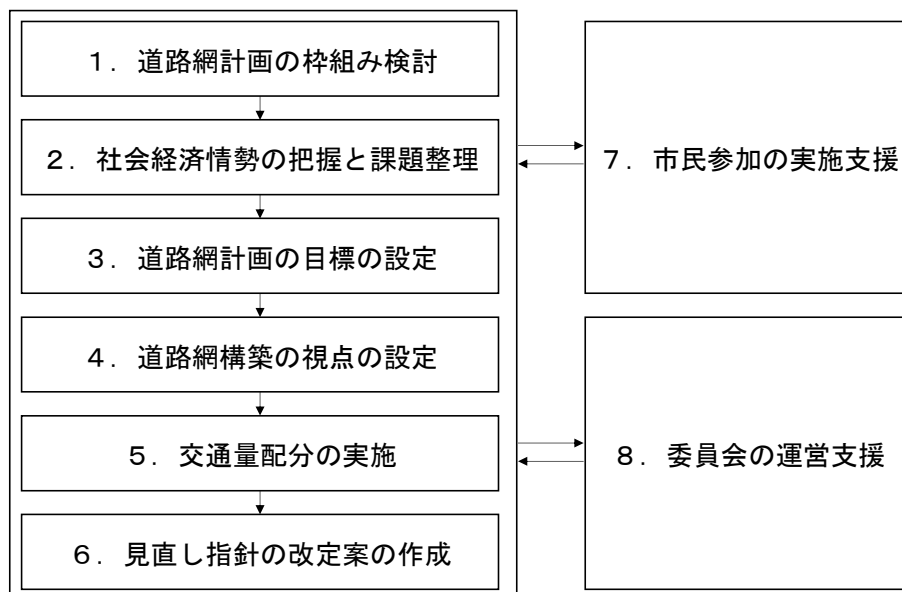 １．道路網計画の枠組み検討
２．社会経済情勢の把握と課題整理
３．道路網計画の目標の設定
４．道路網構築の視点の設定
５．交通量配分の実施
６．見直し指針の改定案の作成
７．市民参加の実施支援
８．委員会の運営支援